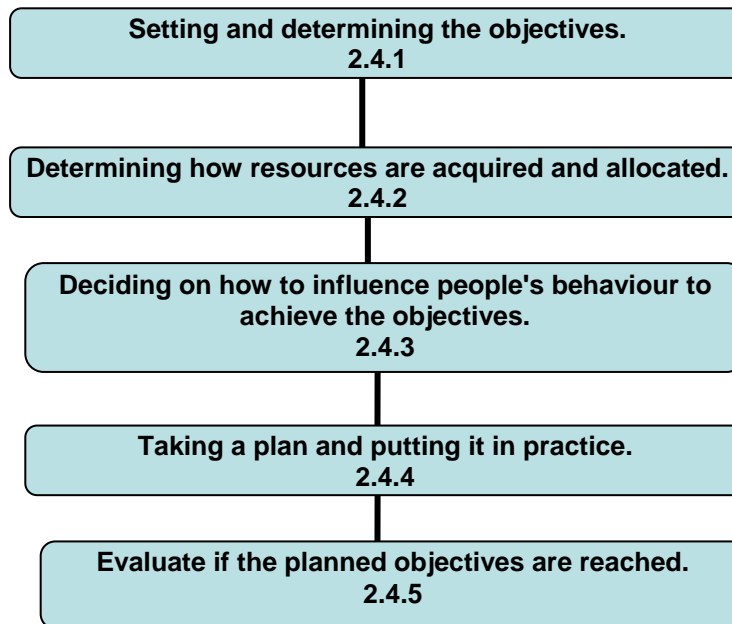 Setting and determining the objectives.
2.4.1
Determining how resources are acquired and allocated.
2.4.2
Deciding on how to influence people's behaviour to
achieve the objectives.
2.4.3
Taking a plan and putting it in practice.
2.4.4
Evaluate if the planned objectives are reached.
2.4.5